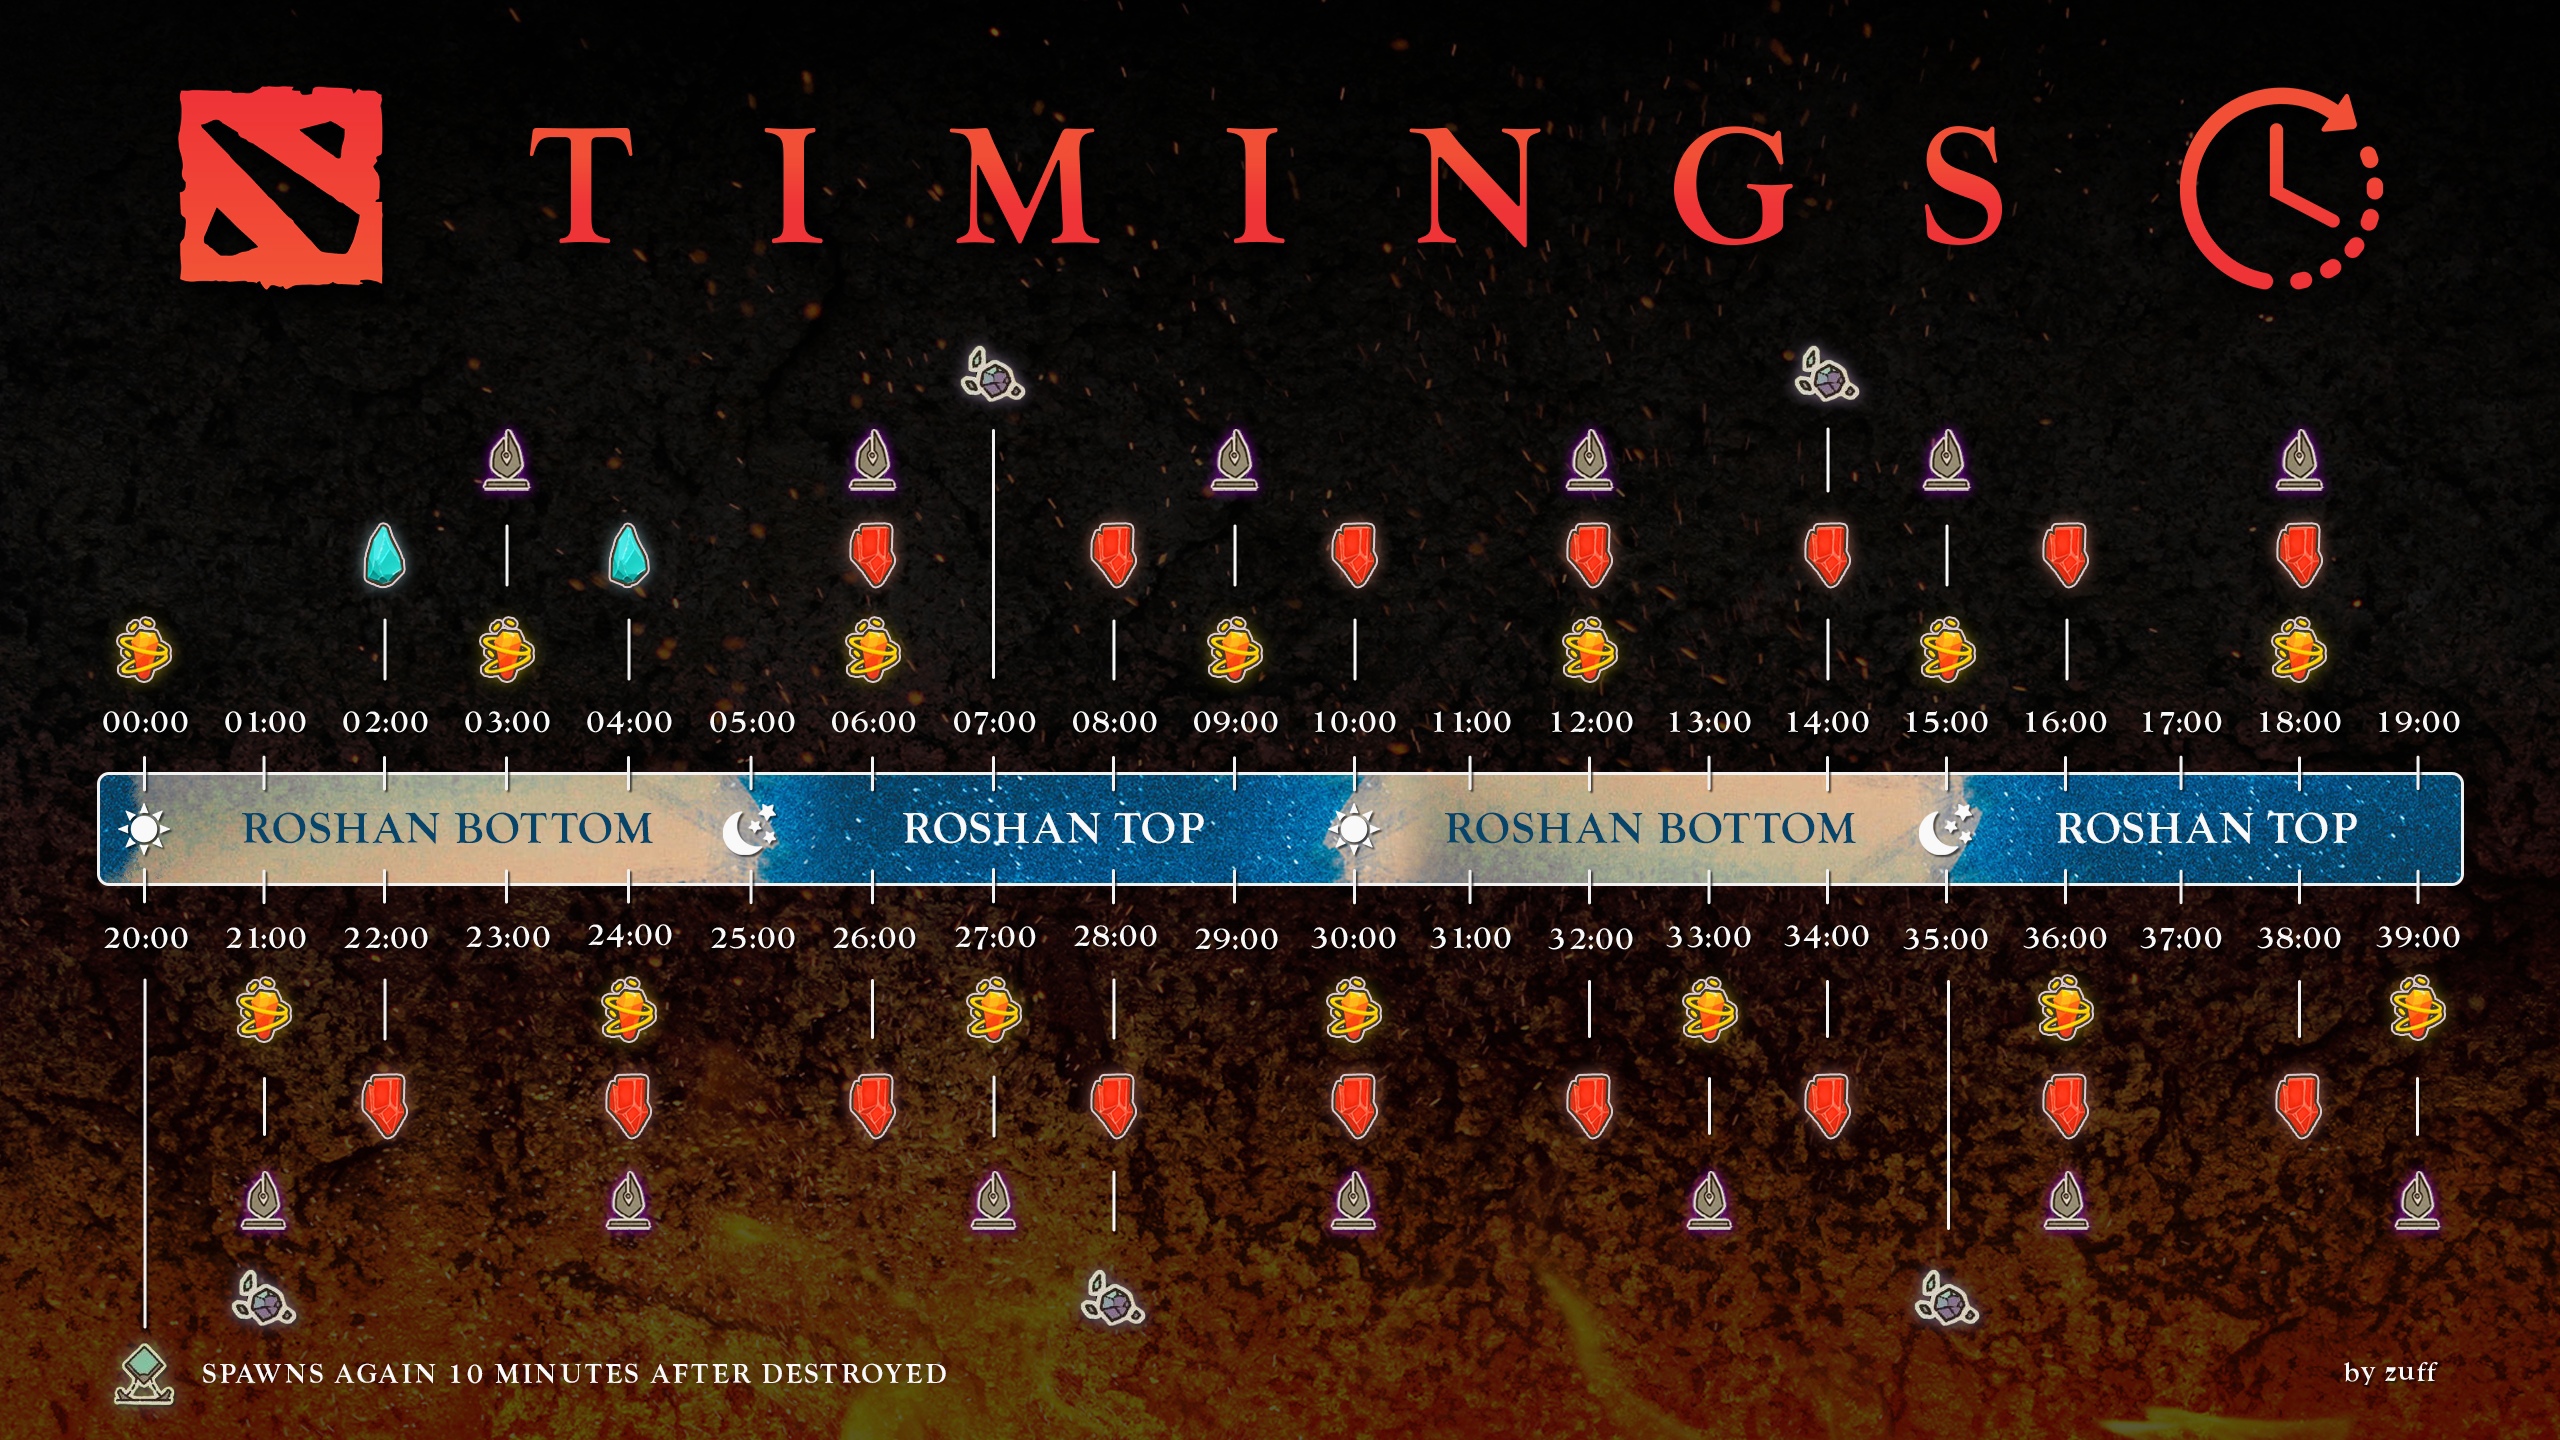 TIMINGS
00:00 01:00 02:00 03:00 04:00 05:00 06:00 07:00 08:00 09:00 10:00 11:00 12:00 13:00 14:00 15:00 16:00 17:00 18:00 19:00
ROSHAN BOTTOM ROSHAN TOP ROSHAN BOTTOM ROSHAN TOP
20:00 21:00 22:00 23:00 24:00 25:00 26:00 27:00 28:00 29:00 30:00 31:00 32:00 33:00 34:00 35:00 36:00 37:00 38:00 39:00
SPAWNS AGAIN 10 MINUTES AFTER DESTROYED
by zuff